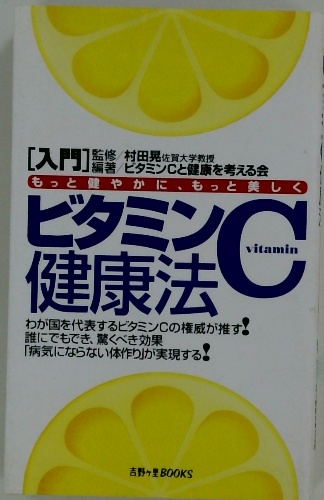 [入門]監修/村田晃佐賀大学教授
編著/ビタミンCと健康を考える会
もっと健やかに、もっと美しく
ビタミンC
vitamin
健康法
わが国を代表するビタミンCの権威が推す!
誰にでもでき、驚くべき効果
「病気にならない体作り」が実現する!
吉野ヶ里BOOKS